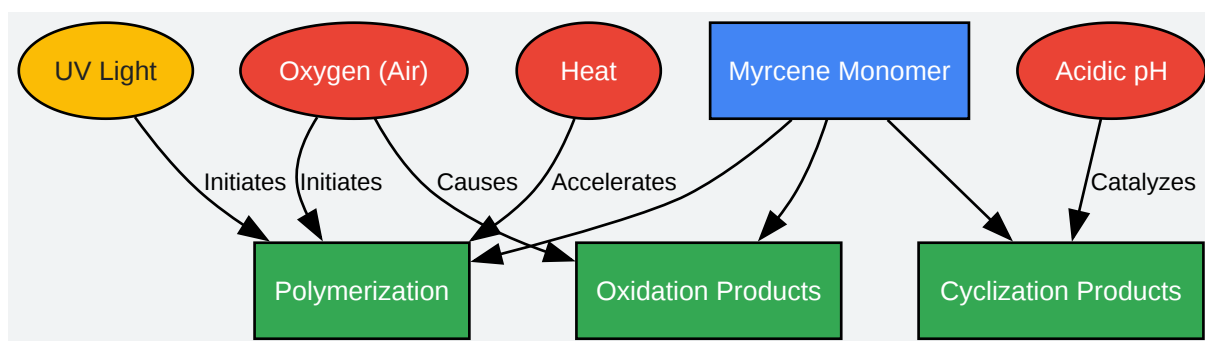 UV Light
Oxygen (Air)
Heat
Myrcene Monomer
Acidic pH
Initiates
Initiates
Causes
Accelerates
Catalyzes
Polymerization
Oxidation Products
Cyclization Products